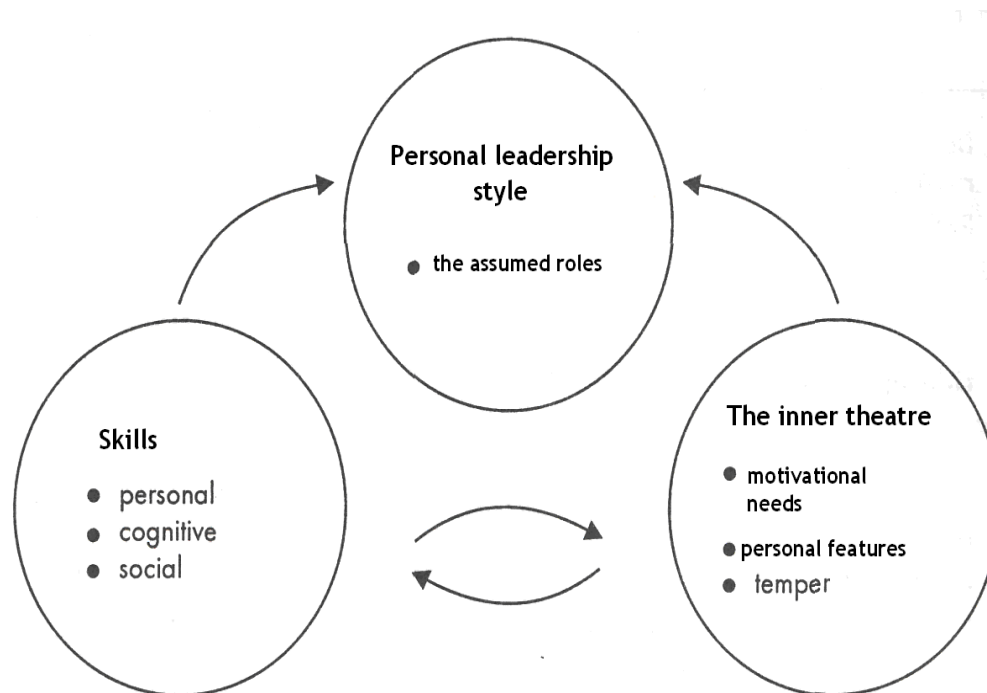 Personal leadership
style
the assumed roles
Skills
personal
cognitive
social
The inner theatre
motivational
needs
personal features
temper